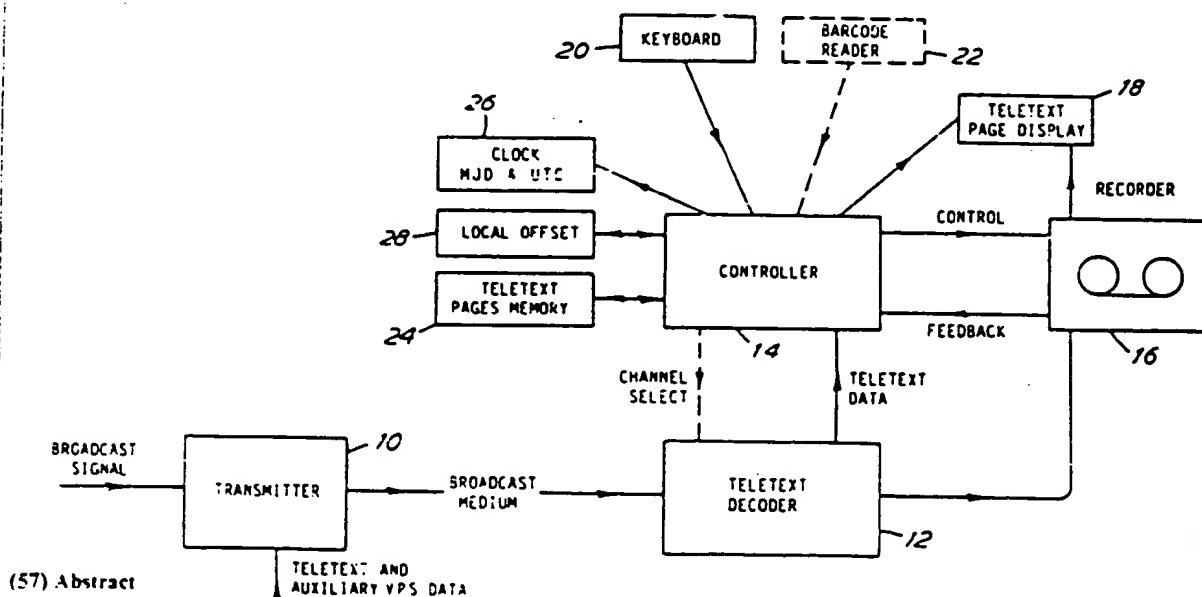 KEYBOARD
20
BARCODE
READER
22
18
TELETEXT
PAGE DISPLAY
26
CLOCK
MJD & UTC
RECORDER
28
LOCAL OFFSET
CONTROL
CONTROLLER
TELETEXT
PAGES MEMORY
24
FEEDBACK
14
16
CHANNEL
SELECT
TELETEXT
DATA
10
BROADCAST
SIGNAL
TRANSMITTER
BROADCAST
MEDIUM
TELETEXT
DECODER
12
(57) Abstract
TELETEXT AND
AUXILIARY VPS DATA